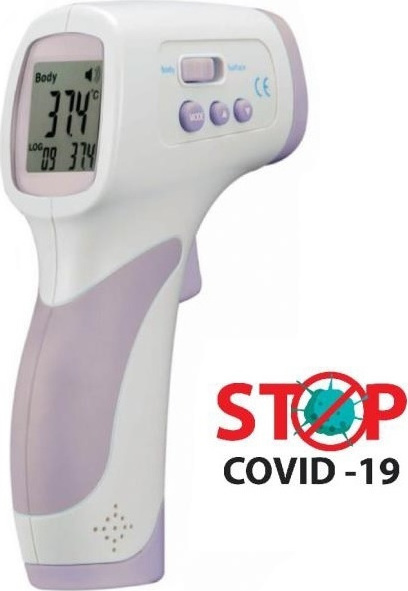 Body
37.4 °C
LOG
09 37.4
Body Surface
MODE
CE
STOP
COVID -19